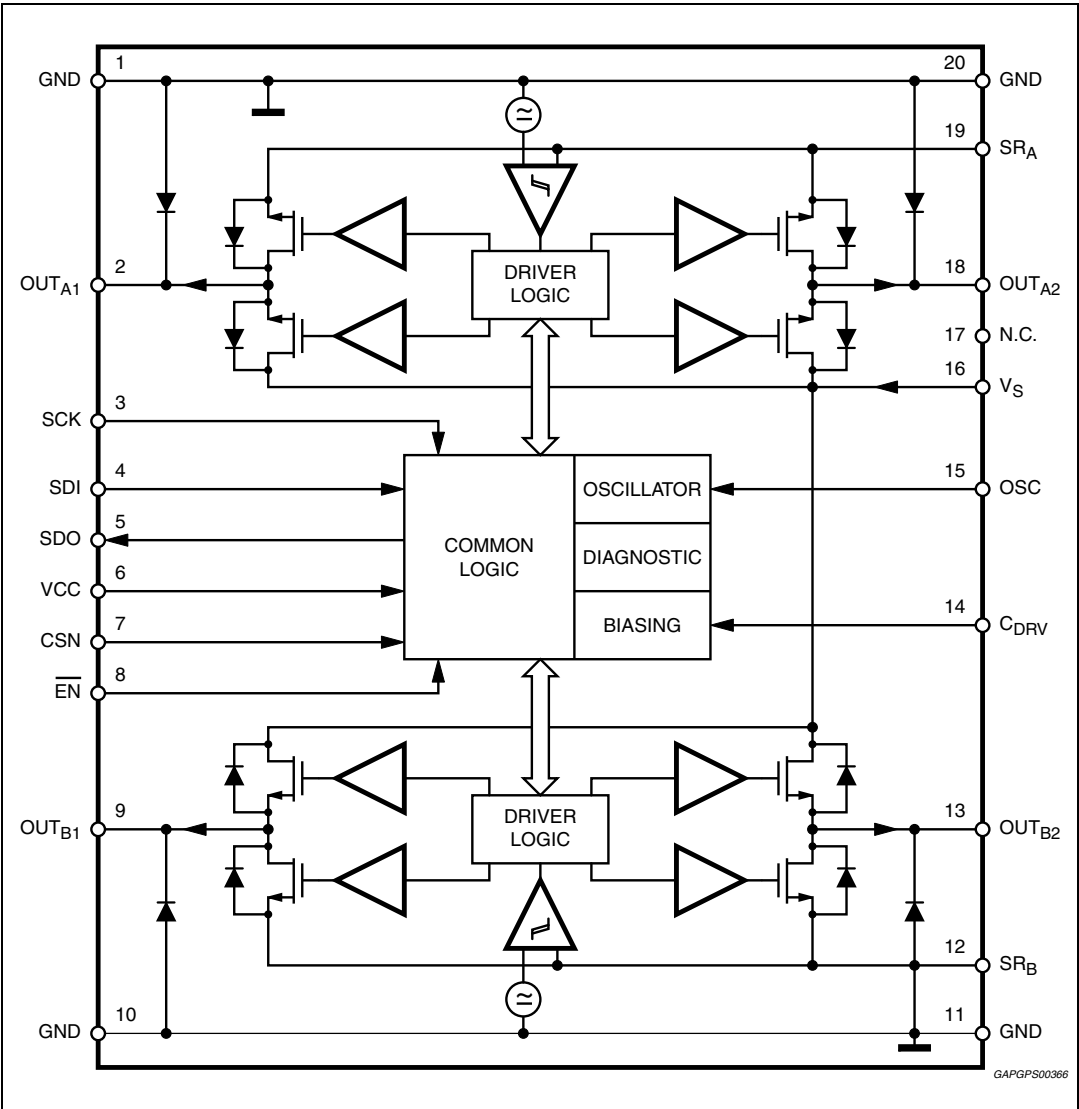 1
GND
20
GND
19
SRA
2
OUTA1
DRIVER
LOGIC
18
OUTA2
17
N.C.
16
VS
3
SCK
4
SDI
5
SDO
6
VCC
7
CSN
8
EN
COMMON
LOGIC
OSCILLATOR
DIAGNOSTIC
BIASING
15
OSC
14
CDRV
9
OUTB1
DRIVER
LOGIC
13
OUTB2
12
SRB
10
GND
11
GND
GAPGPS00366